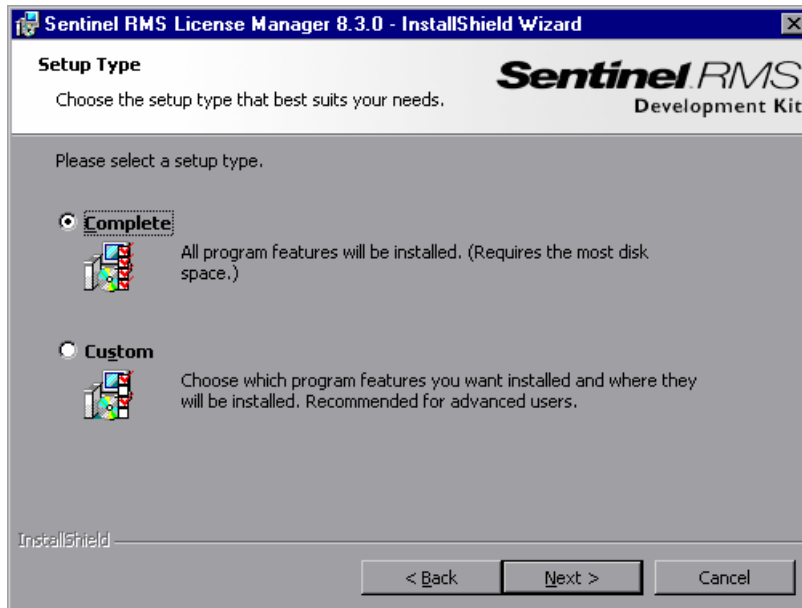 Sentinel RMS License Manager 8.3.0 - InstallShield Wizard
Setup Type
Choose the setup type that best suits your needs.
Sentinel RMS
Development Kit
Please select a setup type.
Complete
All program features will be installed. (Requires the most disk
space.)
Custom
Choose which program features you want installed and where they
will be installed. Recommended for advanced users.
InstallShield
< Back
Next >
Cancel